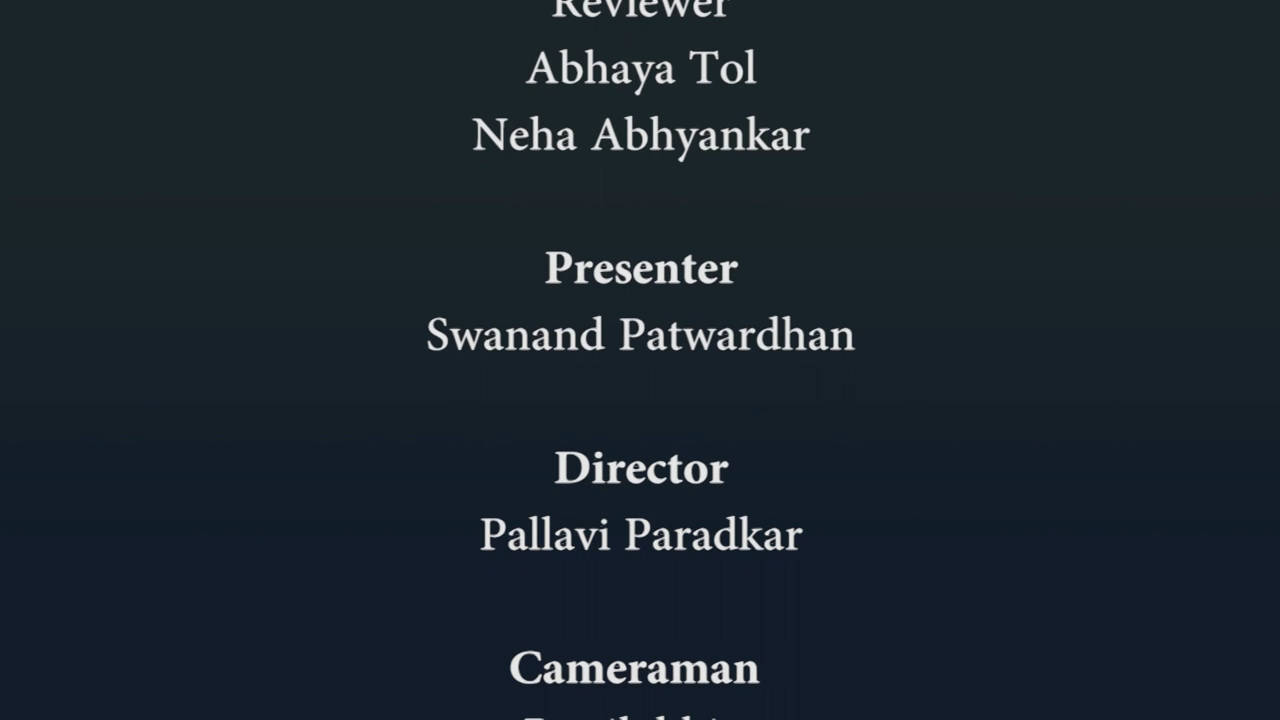 Reviewer
Abhaya Tol
Neha Abhyankar
Presenter
Swanand Patwardhan
Director
Pallavi Paradkar
Cameraman